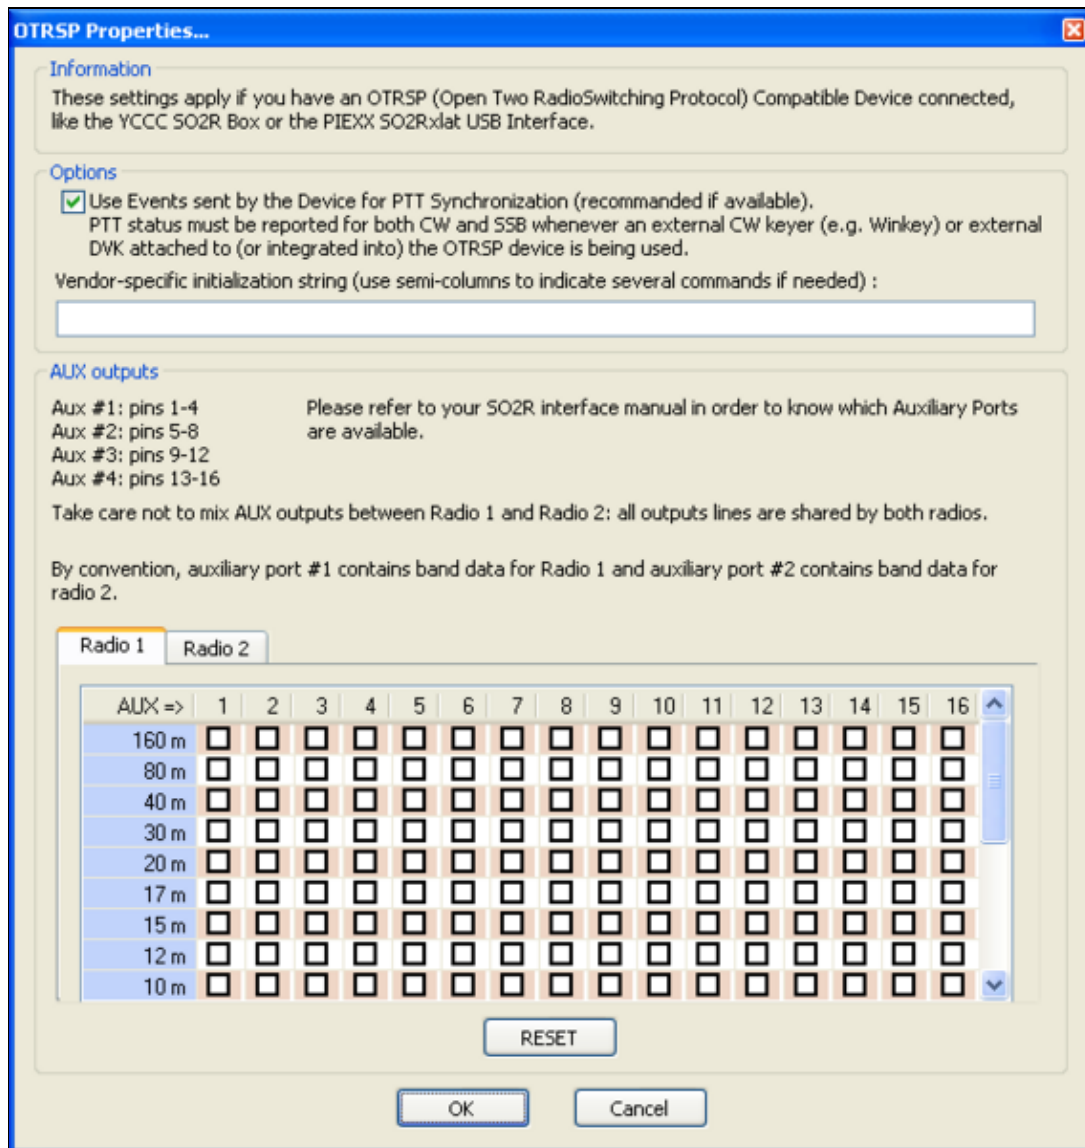 OTRSP Properties...
Information
These settings apply if you have an OTRSP (Open Two RadioSwitching Protocol) Compatible Device connected,
like the YCCC SO2R Box or the PIEXX SO2Rxlat USB Interface.
Options
Use Events sent by the Device for PTT Synchronization (recommanded if available).
PTT status must be reported for both CW and SSB whenever an external CW keyer (e.g. Winkey) or external
DVK attached to (or integrated into) the OTRSP device is being used.
Vendor-specific initialization string (use semi-columns to indicate several commands if needed) :
AUX outputs
Aux #1: pins 1-4
Aux #2: pins 5-8
Aux #3: pins 9-12
Aux #4: pins 13-16
Please refer to your SO2R interface manual in order to know which Auxiliary Ports
are available.
Take care not to mix AUX outputs between Radio 1 and Radio 2: all outputs lines are shared by both radios.
By convention, auxiliary port #1 contains band data for Radio 1 and auxiliary port #2 contains band data for
radio 2.
Radio 1 Radio 2
AUX => 1 2 3 4 5 6 7 8 9 10 11 12 13 14 15 16
160 m
80 m
40 m
30 m
20 m
17 m
15 m
12 m
10 m
RESET
OK Cancel